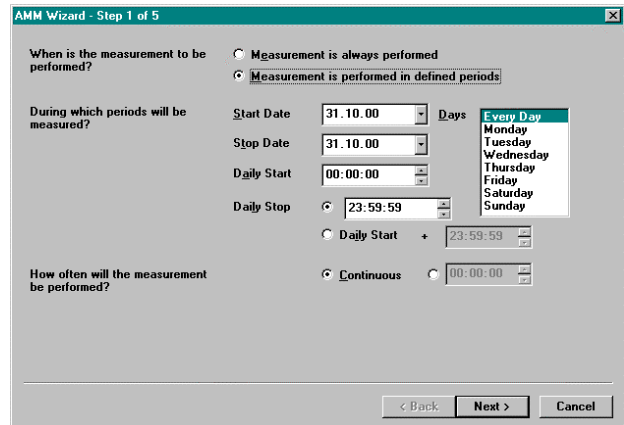 AMM Wizard - Step 1 of 5
When is the measurement to be
performed?
Measurement is always performed
Measurement is performed in defined periods
During which periods will be
measured?
Start Date
31.10.00
Days
Every Day
Monday
Tuesday
Wednesday
Thursday
Friday
Saturday
Sunday
Stop Date
31.10.00
Daily Start
00:00:00
Daily Stop
23:59:59
Daily Start + 23:59:59
How often will the measurement
be performed?
Continuous
00:00:00
< Back
Next >
Cancel